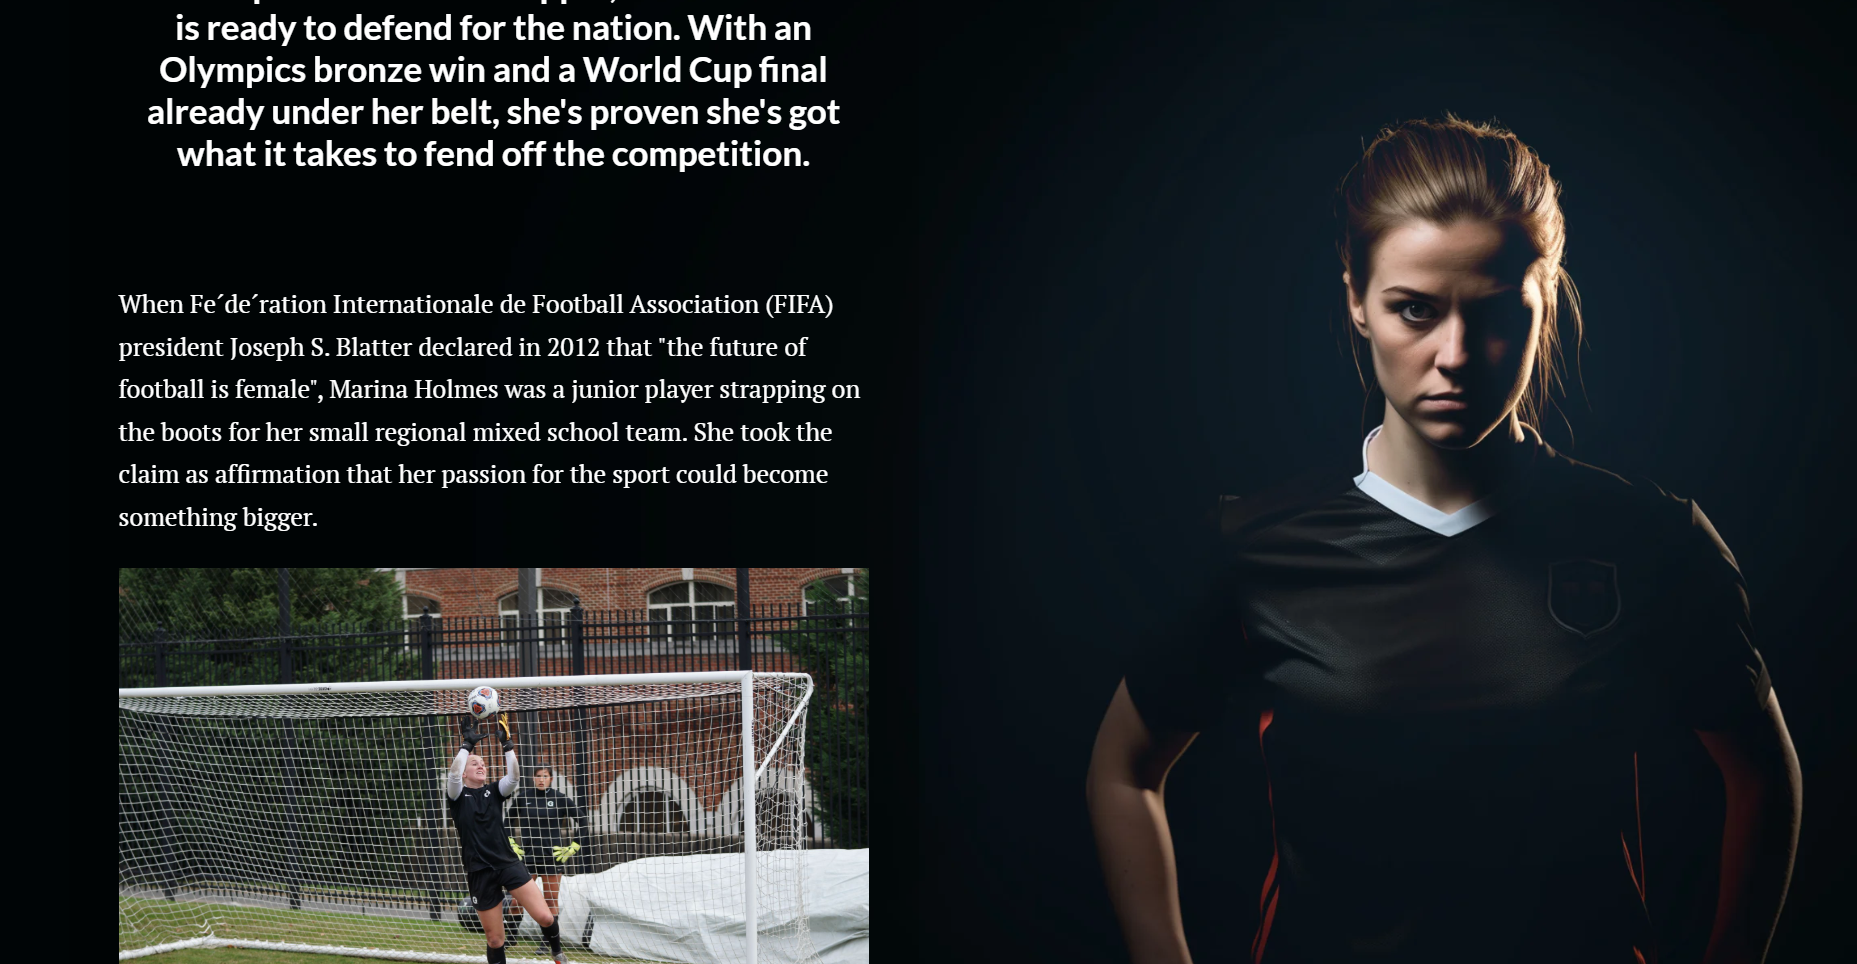 is ready to defend for the nation. With an
Olympics bronze win and a World Cup final
already under her belt, she's proven she's got
what it takes to fend off the competition.
When Fe´de´ration Internationale de Football Association (FIFA)
president Joseph S. Blatter declared in 2012 that "the future of
football is female", Marina Holmes was a junior player strapping on
the boots for her small regional mixed school team. She took the
claim as affirmation that her passion for the sport could become
something bigger.